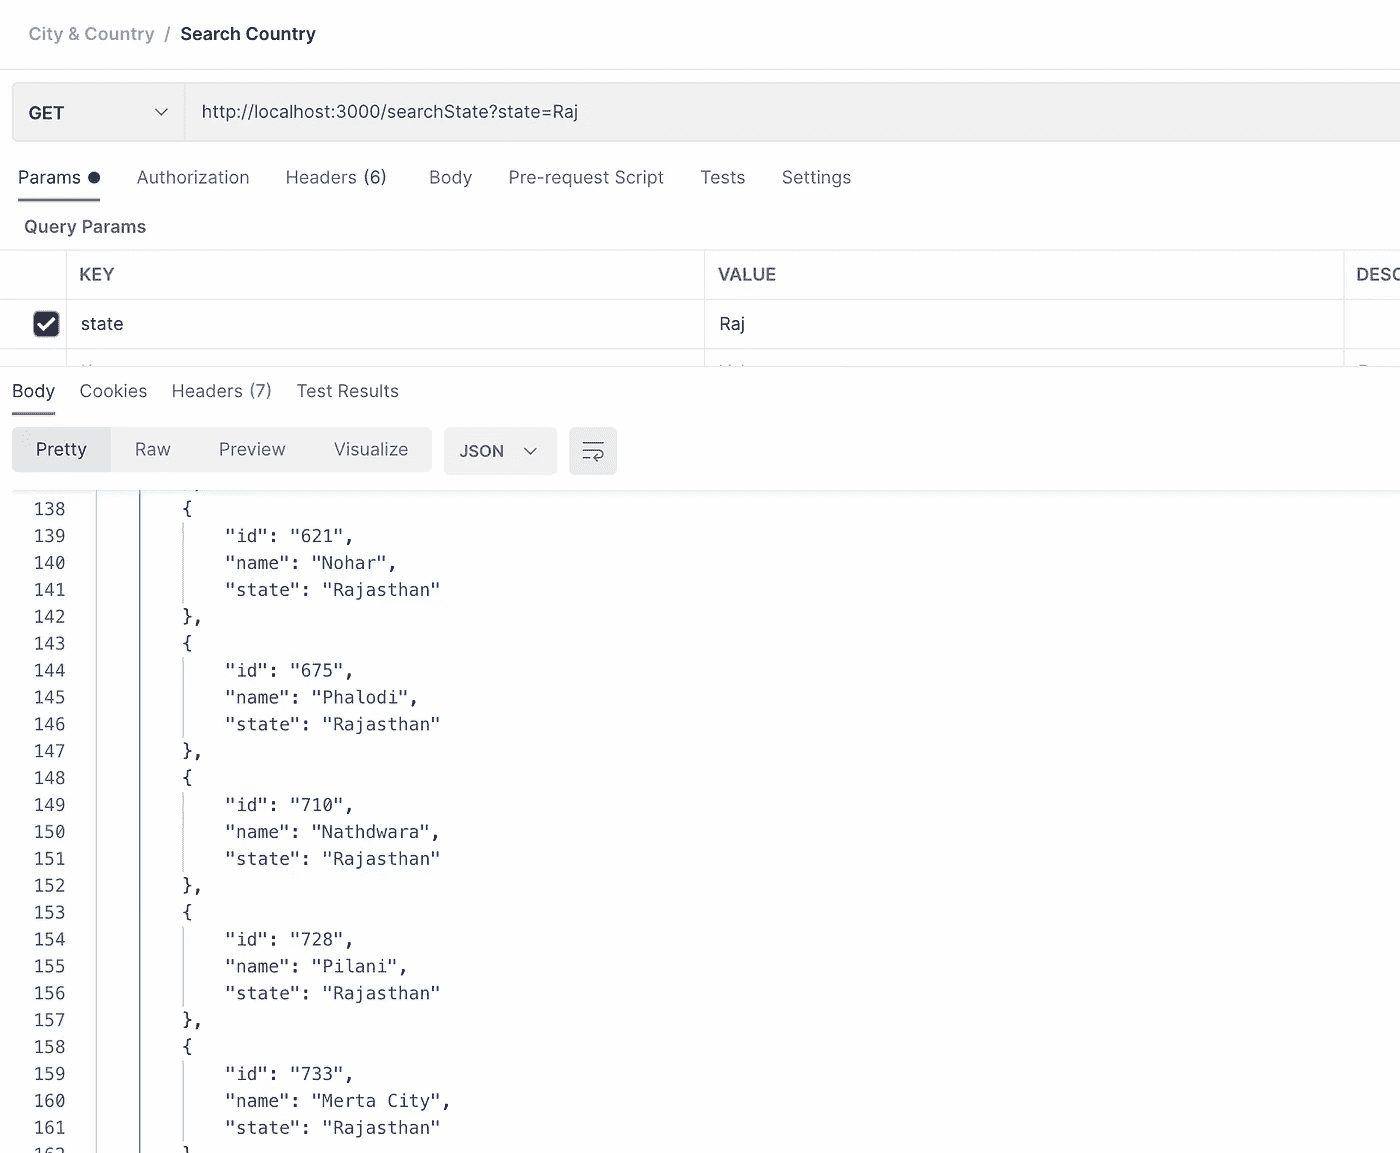 City & Country / Search Country
GET http://localhost:3000/searchState?state=Raj
Params Authorization Headers (6) Body Pre-request Script Tests Settings
Query Params
KEY VALUE DESC
state Raj
Body Cookies Headers (7) Test Results
Pretty Raw Preview Visualize JSON
138 {
139 "id": "621",
140 "name": "Nohar",
141 "state": "Rajasthan"
142 },
143 {
144 "id": "675",
145 "name": "Phalodi",
146 "state": "Rajasthan"
147 },
148 {
149 "id": "710",
150 "name": "Nathdwara",
151 "state": "Rajasthan"
152 },
153 {
154 "id": "728",
155 "name": "Pilani",
156 "state": "Rajasthan"
157 },
158 {
159 "id": "733",
160 "name": "Merta City",
161 "state": "Rajasthan"